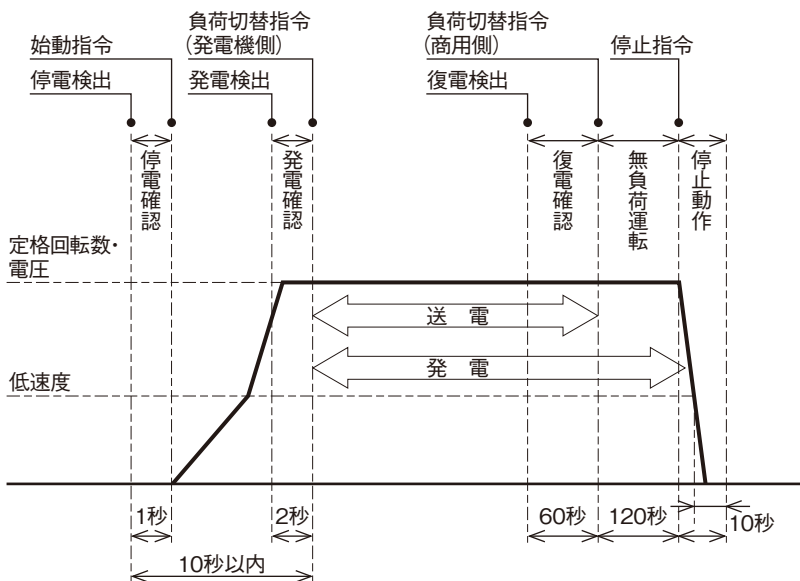 負荷切替指令
(発電機側)
負荷切替指令
(商用側)
始動指令
停止指令
停電検出
発電検出
復電検出
停電確認
発電確認
復電確認
無負荷運転
停止動作
定格回転数・
電圧
送 電
発 電
低速度
1秒
2秒
60秒
120秒
10秒
10秒以内